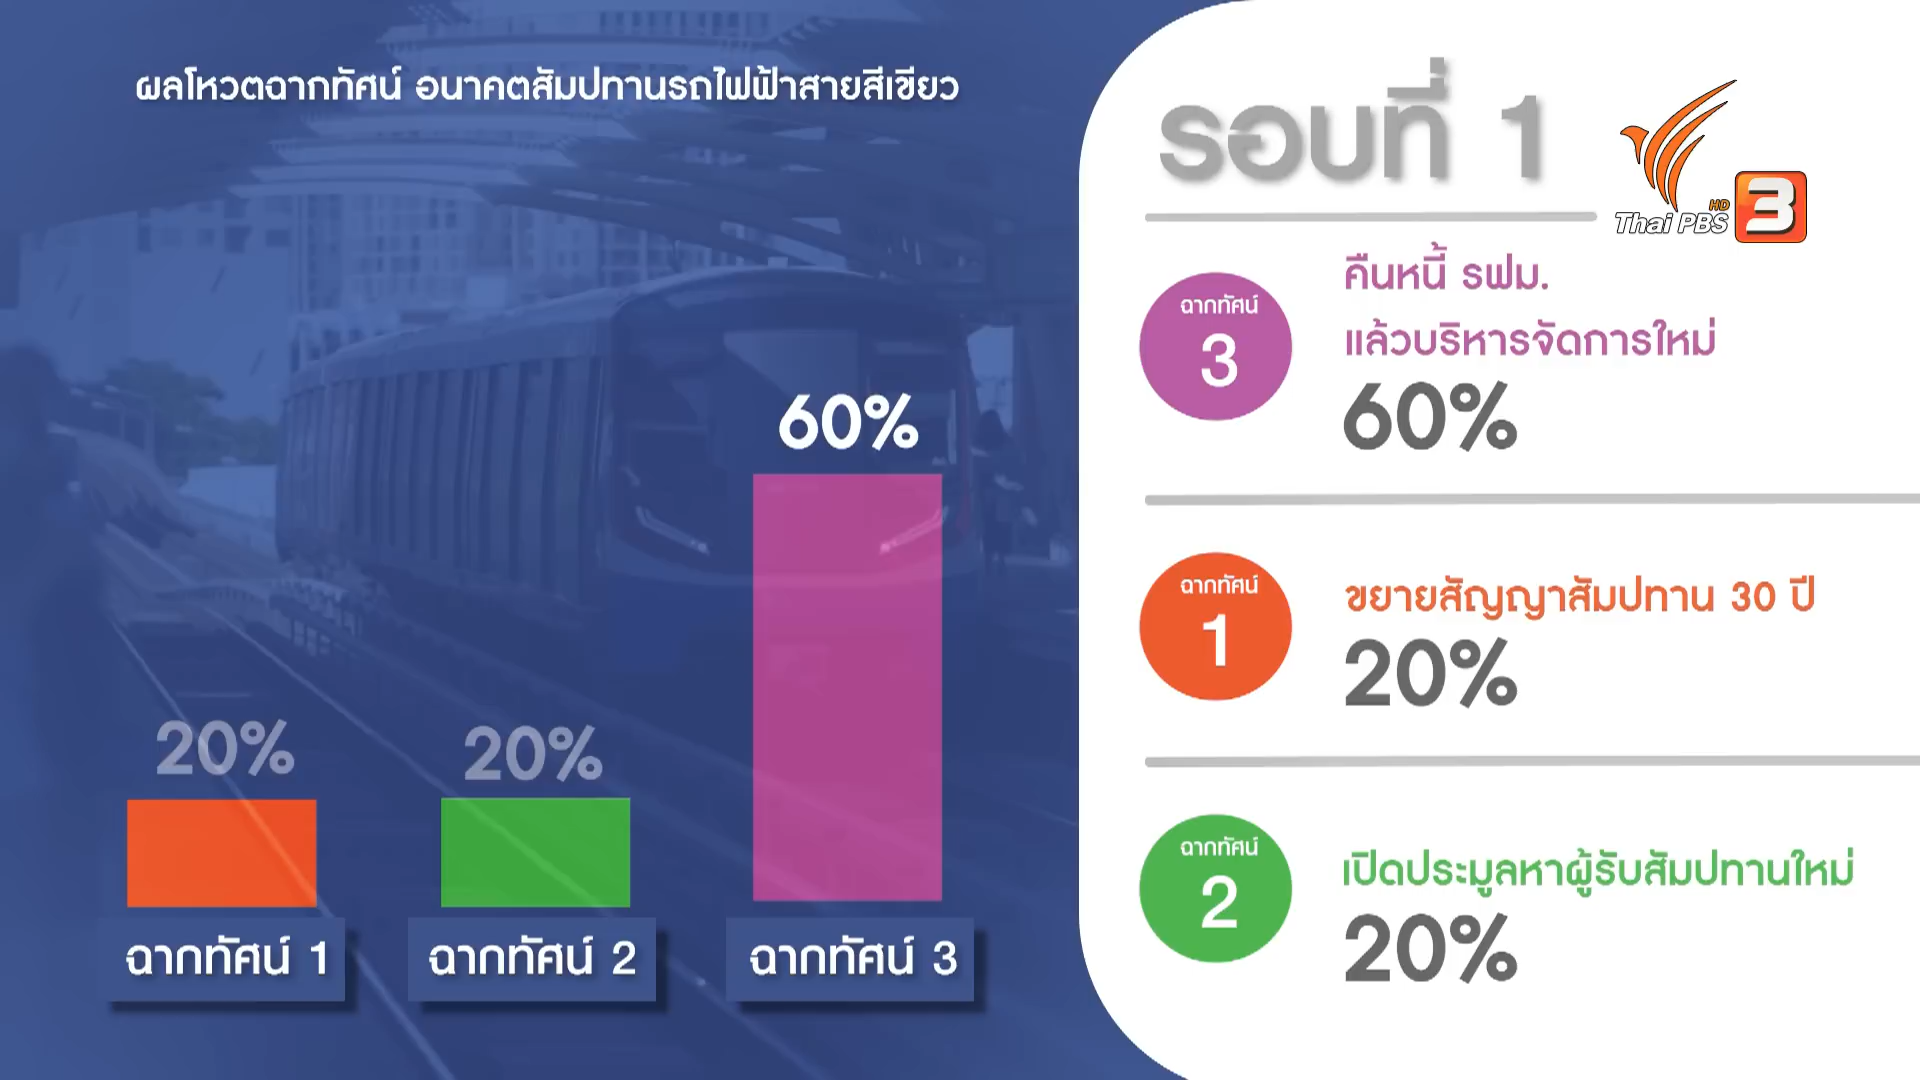 ผลโหวตฉากทัศน์ อนาคตสัมปทานรถไฟฟ้าสายสีเขียว
20%
20%
60%
ฉากทัศน์ 1
ฉากทัศน์ 2
ฉากทัศน์ 3
รอบที่ 1
HD
Thai PBS 3
ฉากทัศน์
3
คืนหนี้ รฟม.
แล้วบริหารจัดการใหม่
60%
ฉากทัศน์
1
ขยายสัญญาสัมปทาน 30 ปี
20%
ฉากทัศน์
2
เปิดประมูลหาผู้รับสัมปทานใหม่
20%